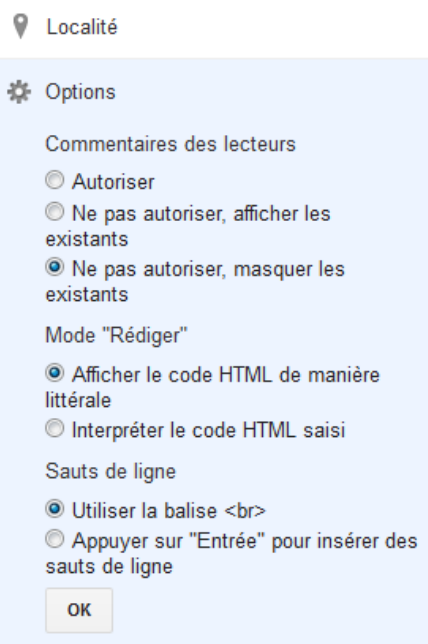 Localité
Options
Commentaires des lecteurs
Autoriser
Ne pas autoriser, afficher les
existants
Ne pas autoriser, masquer les
existants
Mode "Rédiger"
Afficher le code HTML de manière
littérale
Interpréter le code HTML saisi
Sauts de ligne
Utiliser la balise <br>
Appuyer sur "Entrée" pour insérer des
sauts de ligne
OK